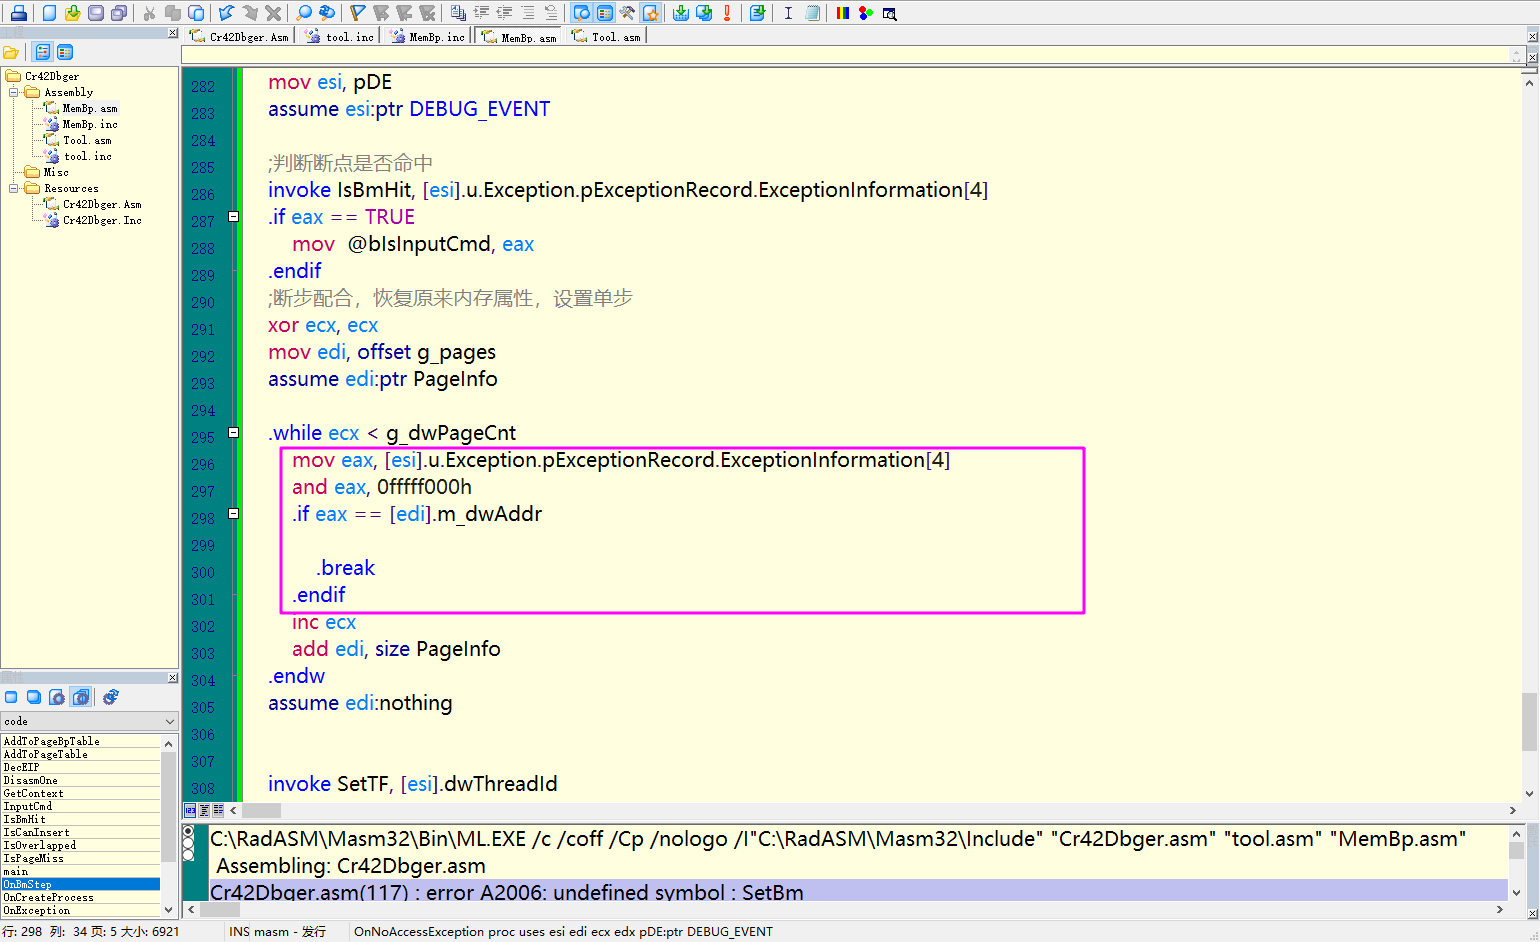 Cr42Dbger.Asm
tool.inc
MemBp.inc
MemBp.asm
Tool.asm
工程
Cr42Dbger
Assembly
MemBp.asm
MemBp.inc
Tool.asm
tool.inc
Misc
Resources
Cr42Dbger.Asm
Cr42Dbger.Inc
属性
code
AddToPageBpTable
AddToPageTable
DecEIP
DisasmOne
GetContext
InputCmd
IsBmHit
IsCanInsert
IsOverlapped
IsPageMiss
main
OnBmStep
OnCreateProcess
OnException
282 mov esi, pDE
283 assume esi:ptr DEBUG_EVENT
284
285 ;判断断点是否命中
286 invoke IsBmHit, [esi].u.Exception.pExceptionRecord.ExceptionInformation[4]
287 .if eax == TRUE
288 mov @bIsInputCmd, eax
289 .endif
290 ;断步配合，恢复原来内存属性，设置单步
291 xor ecx, ecx
292 mov edi, offset g_pages
293 assume edi:ptr PageInfo
294
295 .while ecx < g_dwPageCnt
296 mov eax, [esi].u.Exception.pExceptionRecord.ExceptionInformation[4]
297 and eax, 0fffff000h
298 .if eax == [edi].m_dwAddr
299
300 .break
301 .endif
302 inc ecx
303 add edi, size PageInfo
304 .endw
305 assume edi:nothing
306
307
308 invoke SetTF, [esi].dwThreadId
C:\RadASM\Masm32\Bin\ML.EXE /c /coff /Cp /nologo /I"C:\RadASM\Masm32\Include" "Cr42Dbger.asm" "tool.asm" "MemBp.asm"
Assembling: Cr42Dbger.asm
Cr42Dbger.asm(117) : error A2006: undefined symbol : SetBm
行: 298 列: 34 页: 5 大小: 6921 INS masm - 发行 OnNoAccessException proc uses esi edi ecx edx pDE:ptr DEBUG_EVENT